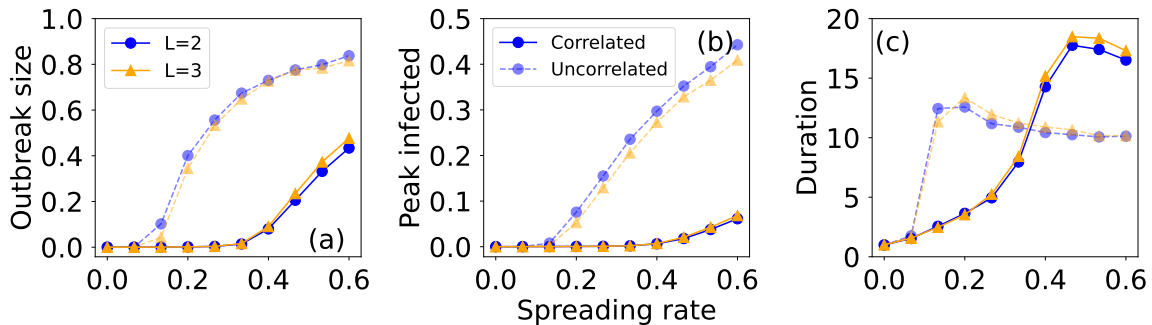 Outbreak size
1.0
0.8
0.6
0.4
0.2
0.0
0.0 0.2 0.4 0.6
L=2
L=3
(a)
Peak infected
0.5
0.4
0.3
0.2
0.1
0.0
0.0 0.2 0.4 0.6
Correlated
Uncorrelated
(b)
Spreading rate
Duration
20
15
10
5
0
0.0 0.2 0.4 0.6
(c)